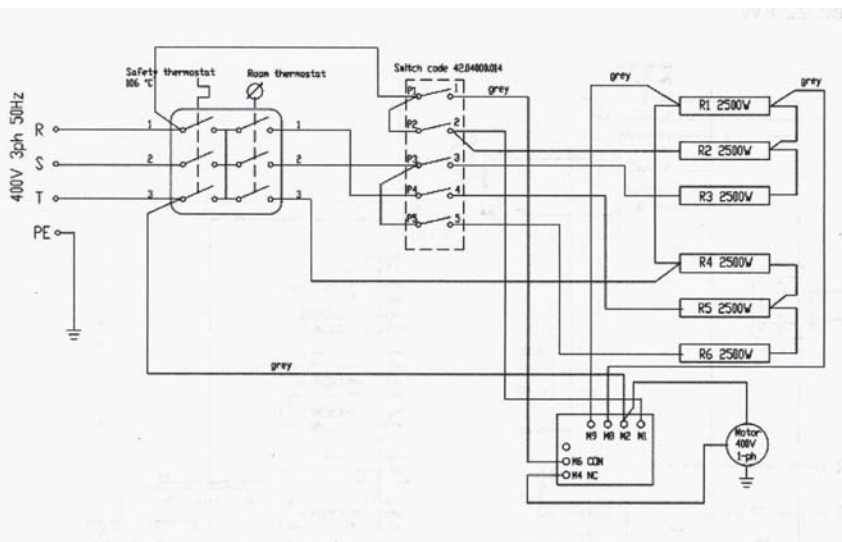 Switch code 42.04000.014
Safety thermostat
106 °C
Room thermostat
400V 3ph 50Hz
R
S
T
PE
1
2
3
1
2
3
P1
P2
P3
P4
P5
1
2
3
4
5
grey
grey
grey
grey
R1 2500W
R2 2500W
R3 2500W
R4 2500W
R5 2500W
R6 2500W
M9 M8 M2 M1
M6 COM
M4 NC
Motor
400V
1-ph